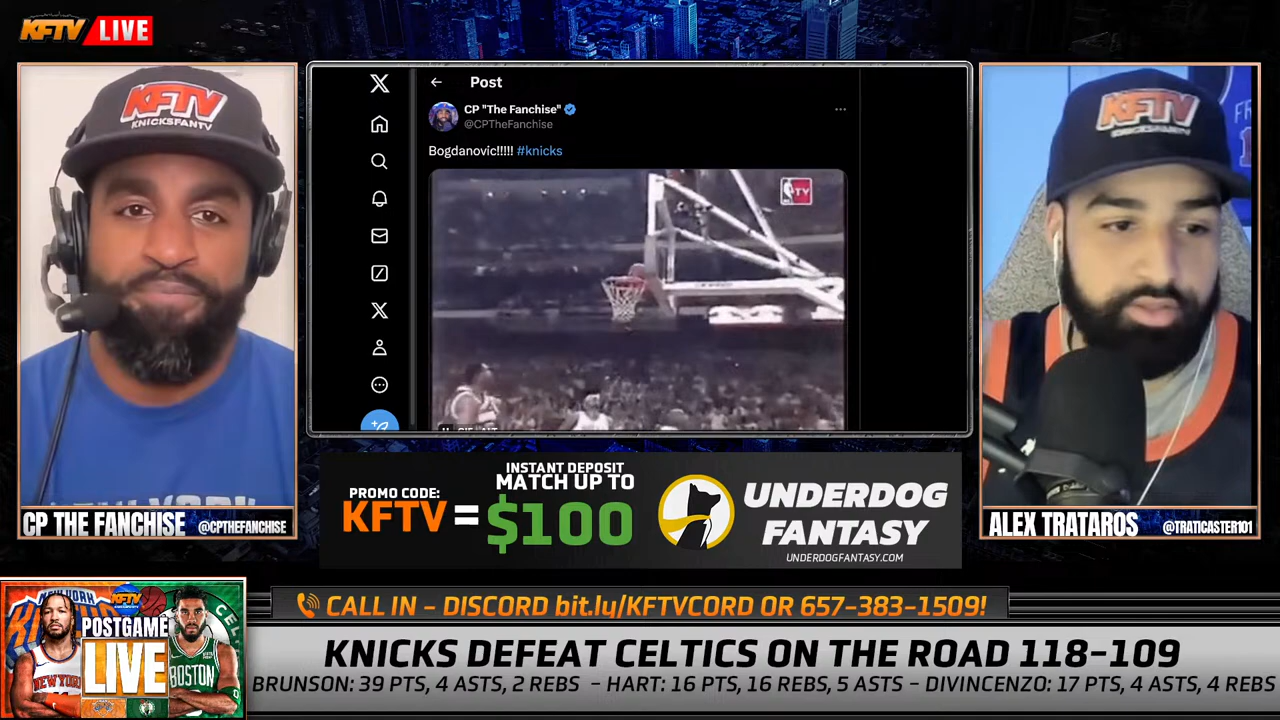 KFTV LIVE
KFTV
KNICKSFANTV
CP THE FANCHISE @CPTHEFANCHISE
Post
CP "The Fanchise"
@CPTheFanchise
Bogdanovic!!!!! #knicks
TV
KFTV
KNICKSFANTV
ALEX TRATAROS @TRATICASTER101
PROMO CODE:
KFTV
=
INSTANT DEPOSIT
MATCH UP TO
$100
UNDERDOG
FANTASY
UNDERDOGFANTASY.COM
CALL IN - DISCORD bit.ly/KFTVCORD OR 657-383-1509!
KFTV
POSTGAME
LIVE
NEW YORK
BOSTON
KNICKS DEFEAT CELTICS ON THE ROAD 118-109
BRUNSON: 39 PTS, 4 ASTS, 2 REBS - HART: 16 PTS, 16 REBS, 5 ASTS - DIVINCENZO: 17 PTS, 4 ASTS, 4 REBS